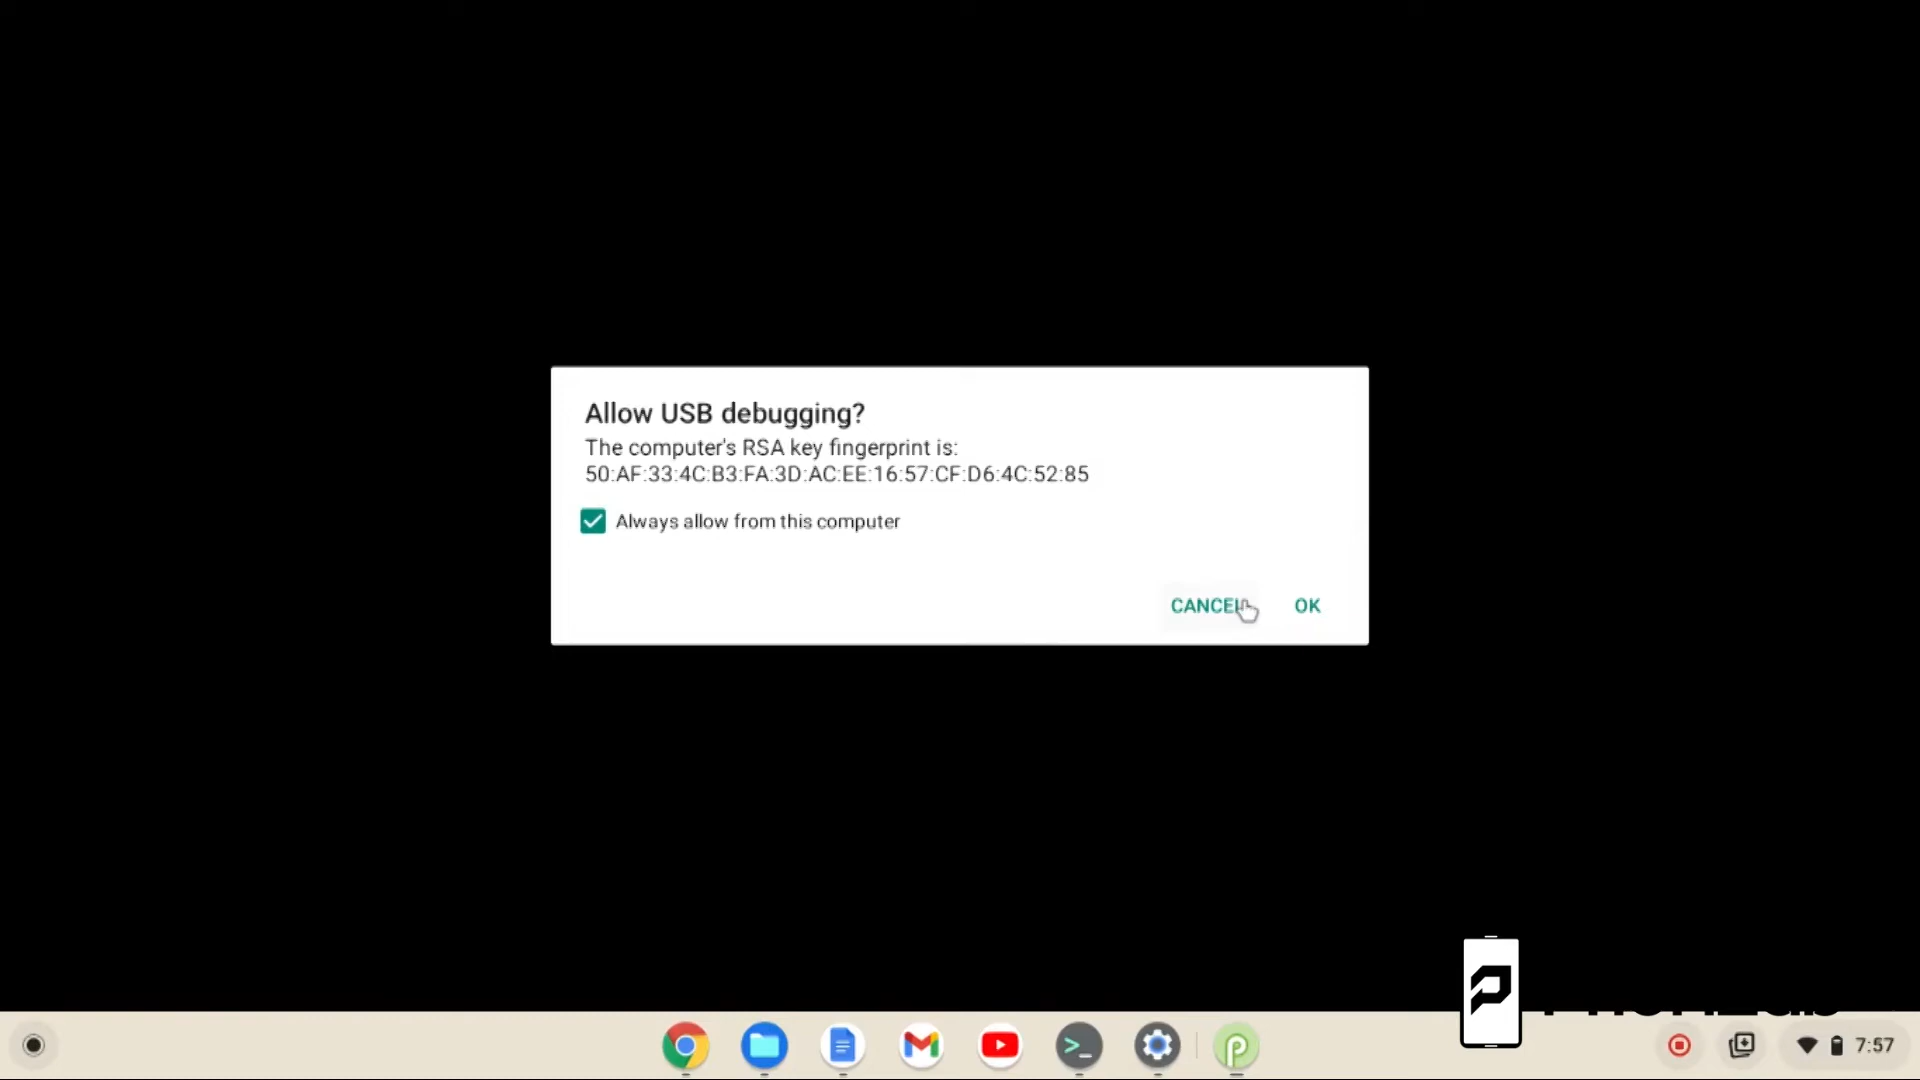 Allow USB debugging?
The computer's RSA key fingerprint is:
50:AF:33:4C:B3:FA:3D:AC:EE:16:57:CF:D6:4C:52:85
Always allow from this computer
CANCEL OK
7:57